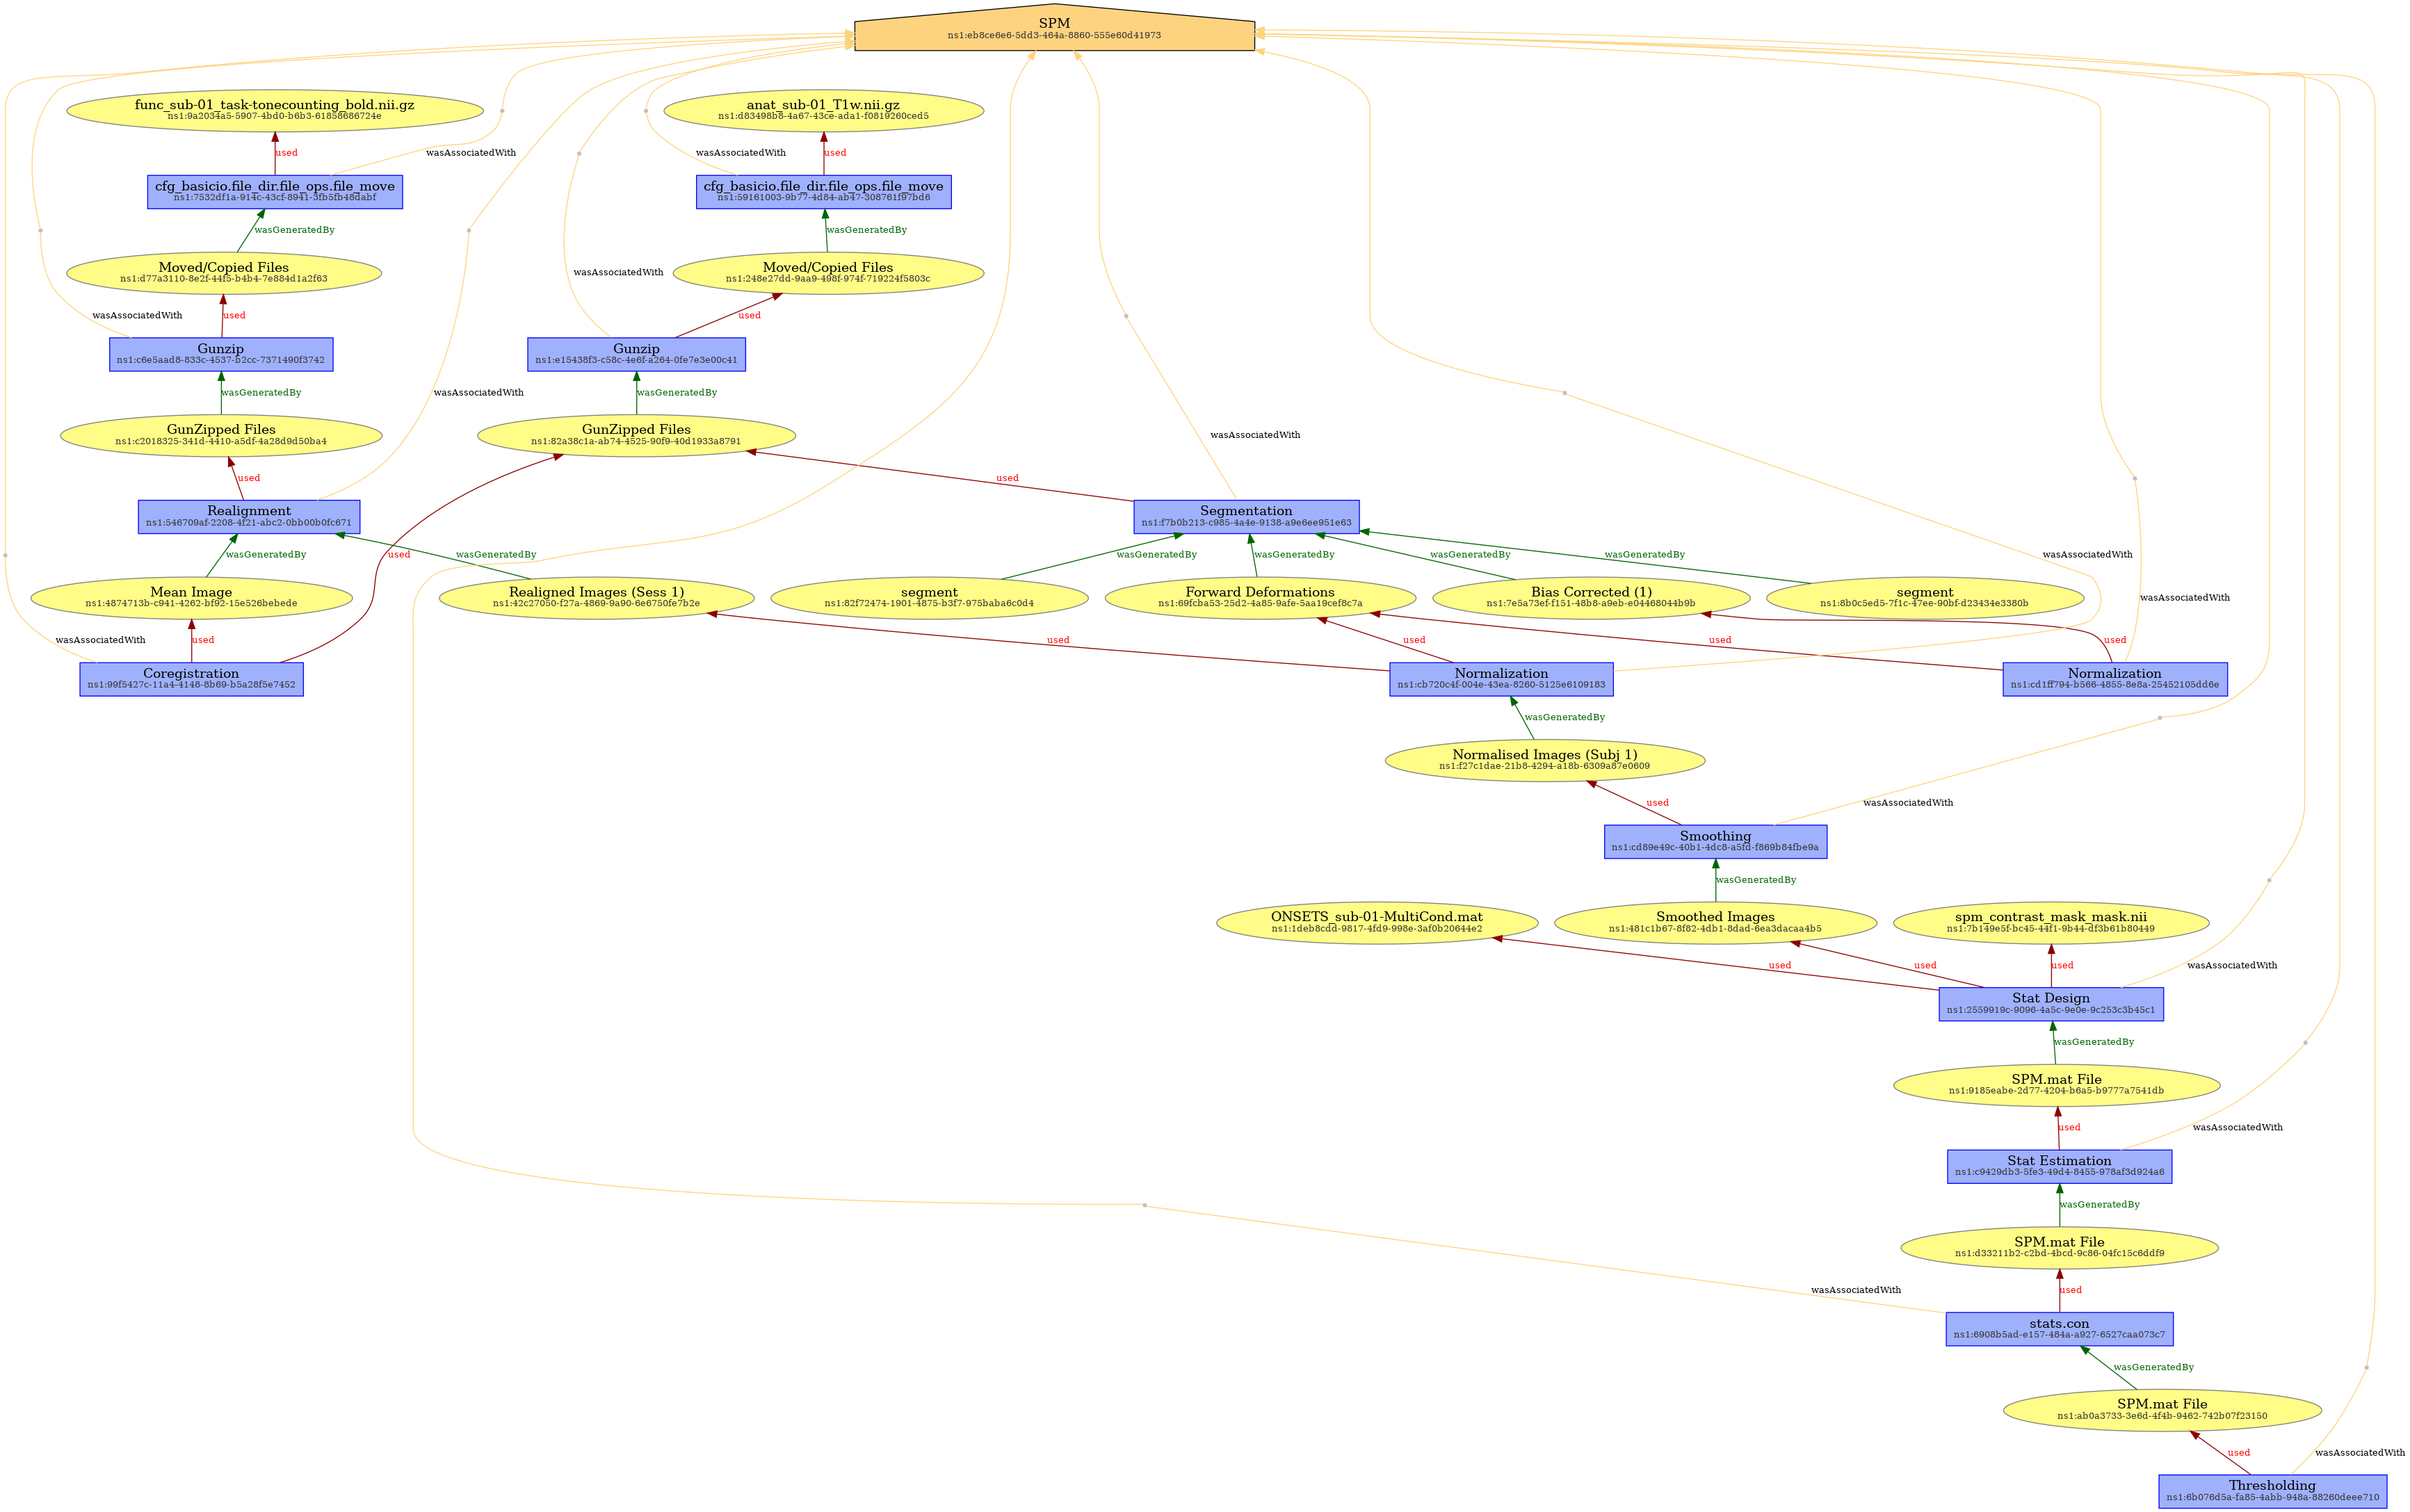 SPM
ns1:eb8ce6e6-5dd3-464a-8860-555e60d41973
func_sub-01_task-tonecounting_bold.nii.gz
ns1:9a2034a5-5907-4bd0-b6b3-61858686724e
anat_sub-01_T1w.nii.gz
ns1:d83498b8-4a67-43ce-ada1-f0819260ced5
used
wasAssociatedWith
wasAssociatedWith
used
cfg_basicio.file_dir.file_ops.file_move
ns1:7532df1a-914c-43cf-8941-3fb5fb48dabf
cfg_basicio.file_dir.file_ops.file_move
ns1:59161003-9b77-4d84-ab47-308761f97bd6
wasGeneratedBy
wasGeneratedBy
Moved/Copied Files
ns1:d77a3110-8e2f-44f5-b4b4-7e884d1a2f63
wasAssociatedWith
Moved/Copied Files
ns1:248e27dd-9aa9-498f-974f-719224f5803c
wasAssociatedWith
used
used
Gunzip
ns1:c6e5aad8-833c-4537-b2cc-7371490f3742
Gunzip
ns1:e15438f3-c58c-4e6f-a264-0fe7e3e00c41
wasGeneratedBy
wasAssociatedWith
wasGeneratedBy
GunZipped Files
ns1:c2018325-341d-4410-a5df-4a28d9d50ba4
GunZipped Files
ns1:82a38c1a-ab74-4525-90f9-40d1933a8791
wasAssociatedWith
used
used
Realignment
ns1:546709af-2208-4f21-abc2-0bb00b0fc671
Segmentation
ns1:f7b0b213-c985-4a4e-9138-a9e6ee951e63
wasGeneratedBy
used
wasGeneratedBy
wasGeneratedBy
wasGeneratedBy
wasGeneratedBy
wasGeneratedBy
wasAssociatedWith
Mean Image
ns1:4874713b-c941-4262-bf92-15e526bebede
Realigned Images (Sess 1)
ns1:42c27050-f27a-4869-9a90-6e6750fe7b2e
segment
ns1:82f72474-1901-4875-b3f7-975baba6c0d4
Forward Deformations
ns1:69fcba53-25d2-4a85-9afe-5aa19cef8c7a
Bias Corrected (1)
ns1:7e5a73ef-f151-48b8-a9eb-e04468044b9b
segment
ns1:8b0c5ed5-7f1c-47ee-90bf-d23434e3380b
wasAssociatedWith
wasAssociatedWith
used
used
used
used
used
Coregistration
ns1:99f5427c-11a4-4148-8b69-b5a28f5e7452
Normalization
ns1:cb720c4f-004e-43ea-8260-5125e6109183
Normalization
ns1:cd1ff794-b566-4855-8e8a-25452105dd6e
wasGeneratedBy
Normalised Images (Subj 1)
ns1:f27c1dae-21b8-4294-a18b-6309a87e0609
used
wasAssociatedWith
Smoothing
ns1:cd89e49c-40b1-4dc8-a5fd-f869b84fbe9a
wasGeneratedBy
ONSETS_sub-01-MultiCond.mat
ns1:1deb8cdd-9817-4fd9-998e-3af0b20644e2
Smoothed Images
ns1:481c1b67-8f82-4db1-8dad-6ea3dacaa4b5
spm_contrast_mask_mask.nii
ns1:7b149e5f-bc45-44f1-9b44-df3b61b80449
used
used
used
wasAssociatedWith
Stat Design
ns1:2559919c-9096-4a5c-9e0e-9c253c3b45c1
wasGeneratedBy
SPM.mat File
ns1:9185eabe-2d77-4204-b6a5-b9777a7541db
used
wasAssociatedWith
Stat Estimation
ns1:c9429db3-5fe3-49d4-8455-978af3d924a6
wasGeneratedBy
SPM.mat File
ns1:d33211b2-c2bd-4bcd-9c86-04fc15c6ddf9
wasAssociatedWith
used
stats.con
ns1:6908b5ad-e157-484a-a927-6527caa073c7
wasGeneratedBy
SPM.mat File
ns1:ab0a3733-3e6d-4f4b-9462-742b07f23150
used
wasAssociatedWith
Thresholding
ns1:6b076d5a-fa85-4abb-948a-88260deee710